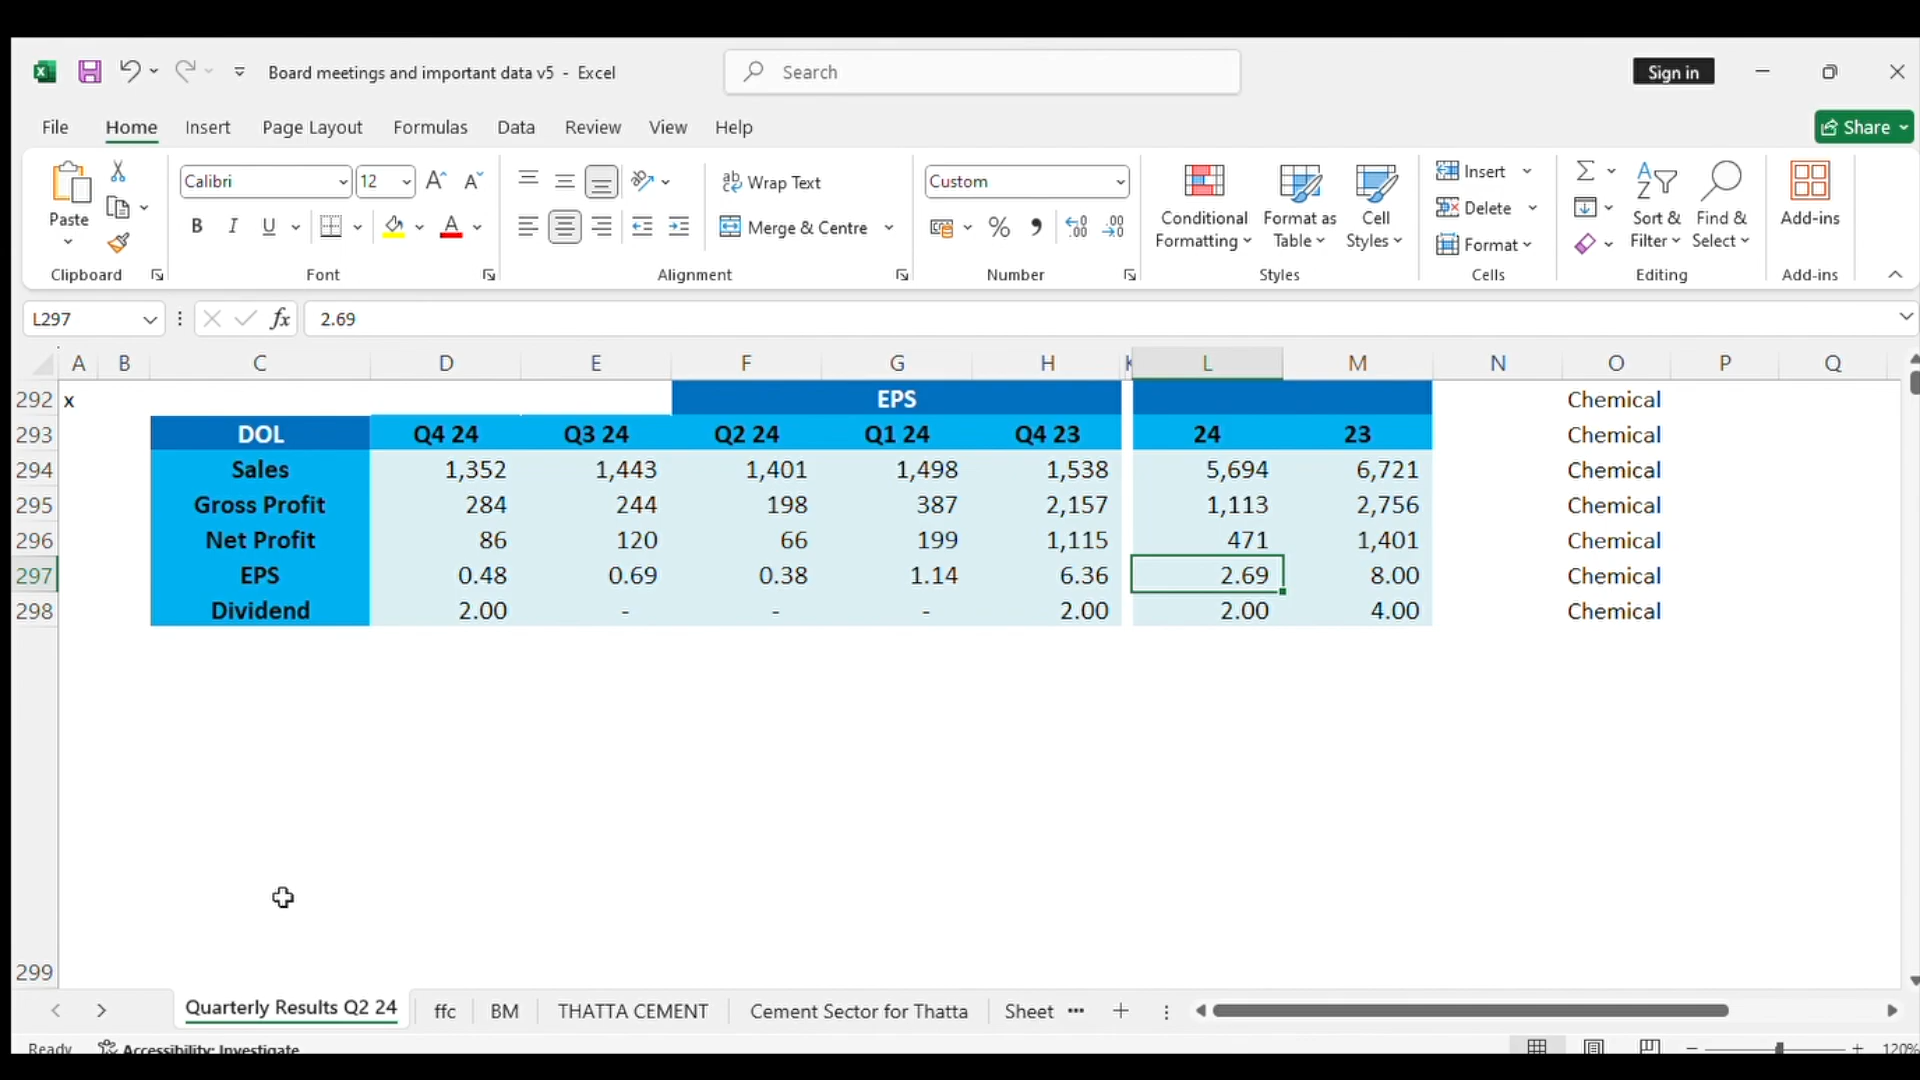 Board meetings and important data v5 - Excel
Search
Sign in
File Home Insert Page Layout Formulas Data Review View Help
Share
Calibri 12
Wrap Text
Custom
Insert
Paste
Conditional Formatting
Format as Table
Cell Styles
Delete
Sort & Filter
Find & Select
Add-ins
B I U
Merge & Centre
Format
Clipboard Font Alignment Number Styles Cells Editing Add-ins
L297 fx 2.69
A B C D E F G H K L M N O P Q
292 x EPS Chemical
293 DOL Q4 24 Q3 24 Q2 24 Q1 24 Q4 23 24 23 Chemical
294 Sales 1,352 1,443 1,401 1,498 1,538 5,694 6,721 Chemical
295 Gross Profit 284 244 198 387 2,157 1,113 2,756 Chemical
296 Net Profit 86 120 66 199 1,115 471 1,401 Chemical
297 EPS 0.48 0.69 0.38 1.14 6.36 2.69 8.00 Chemical
298 Dividend 2.00 - - - 2.00 2.00 4.00 Chemical
299
Quarterly Results Q2 24 ffc BM THATTA CEMENT Cement Sector for Thatta Sheet ...
Ready Accessibility: Investigate 120%